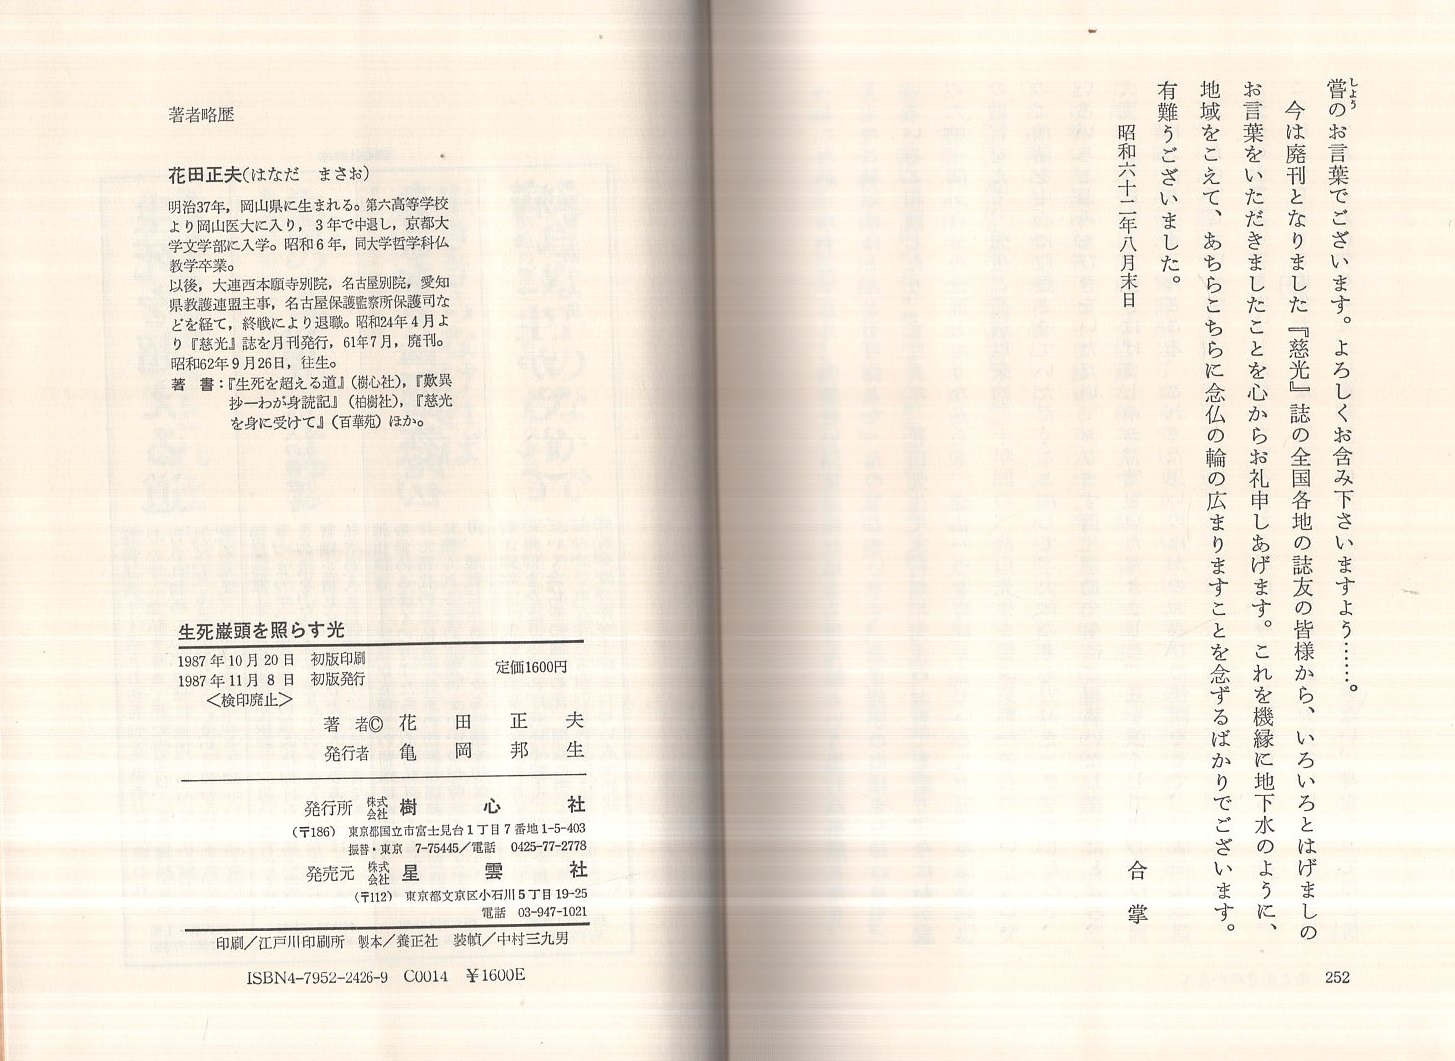 嘗のお言葉でございます。よろしくお含み下さいますよう……。
しょう
今は廃刊となりました『慈光』誌の全国各地の誌友の皆様から、いろいろとはげましの
お言葉をいただきましたことを心からお礼申しあげます。これを機縁に地下水のように、
地域をこえて、あちらこちらに念仏の輪の広まりますことを念ずるばかりでございます。
有難うございました。
昭和六十二年八月末日
合掌
252
著者略歴
花田正夫(はなだ　まさお)
明治37年，岡山県に生まれる。第六高等学校
より岡山医大に入り，3年で中退し，京都大
学文学部に入学。昭和6年，同大学哲学科仏
教学卒業。
以後，大連西本願寺別院，名古屋別院，愛知
県教護連盟主事，名古屋保護監察所保護司な
どを経て，終戦により退職。昭和24年4月よ
り『慈光』誌を月刊発行，61年7月，廃刊。
昭和62年9月26日，往生。
著　書：『生死を超える道』（樹心社），『歎異
抄一わが身読記』（柏樹社），『慈光
を身に受けて』（百華苑）ほか。
生死巌頭を照らす光
1987年10月20日　初版印刷
1987年11月8日　初版発行
定価1600円
＜検印廃止＞
著　者©　花田正夫
発行者　亀岡邦生
発行所　株式会社　樹心社
（〒186）　東京都国立市富士見台1丁目7番地1-5-403
振替・東京　7-75445／電話　0425-77-2778
発売元　株式会社　星雲社
（〒112）　東京都文京区小石川5丁目19-25
電話　03-947-1021
印刷／江戸川印刷所　製本／養正社　装幀／中村三九男
ISBN4-7952-2426-9　C0014　￥1600E